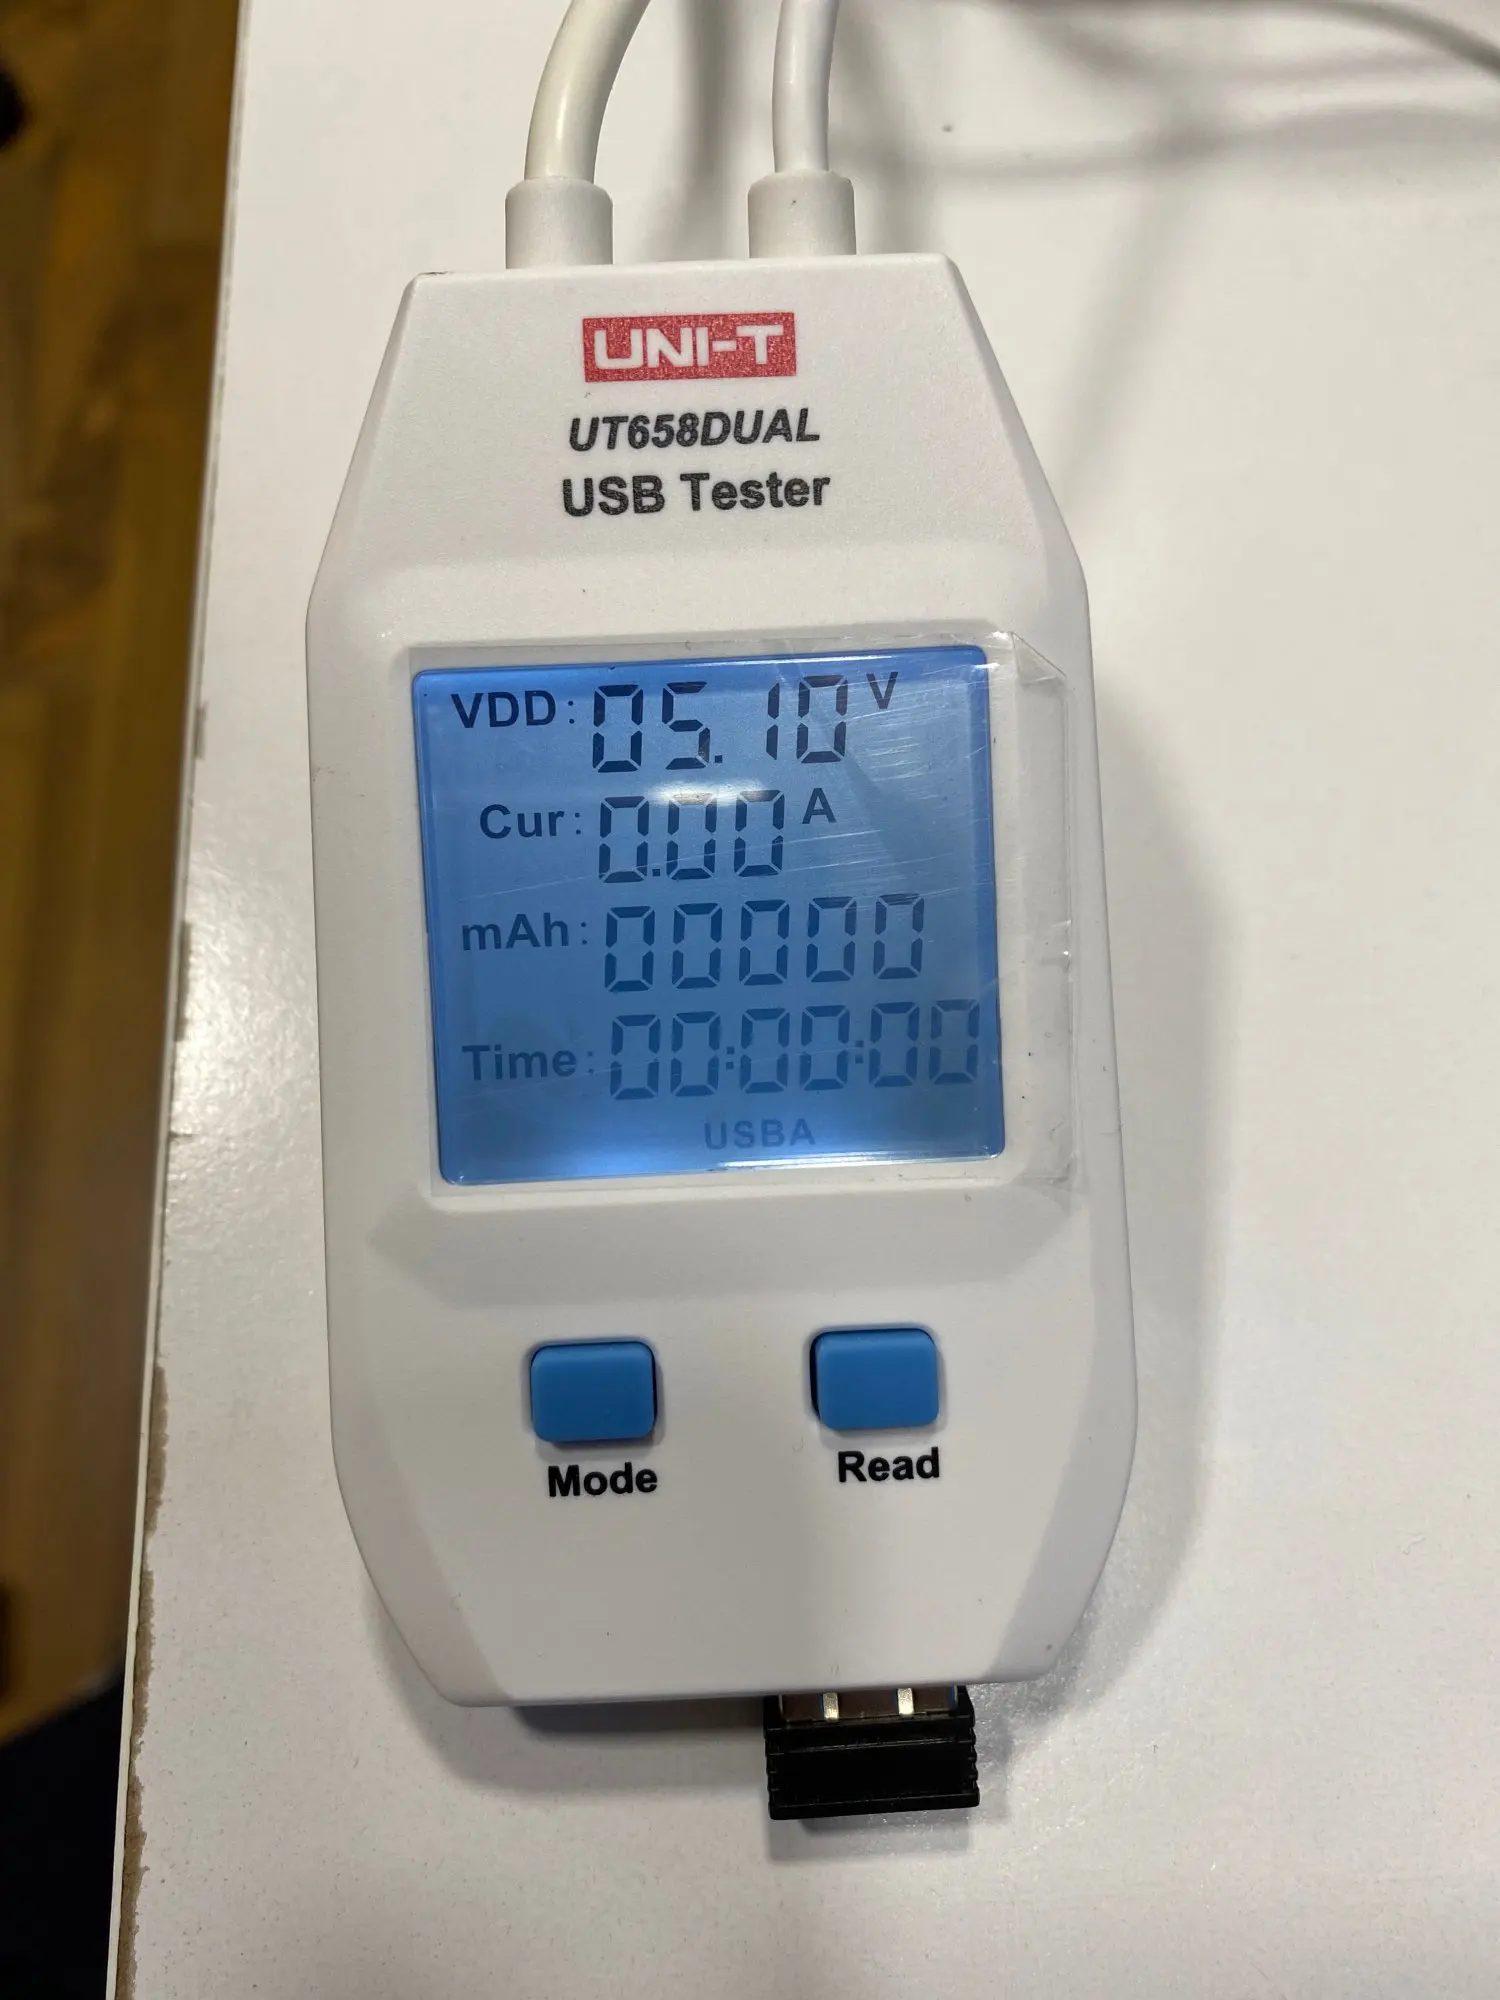 UNI-T
UT658DUAL
USB Tester
VDD: 05.10 V
Cur: 0.00 A
mAh: 00000
Time: 00:00:00
USBA
Mode Read